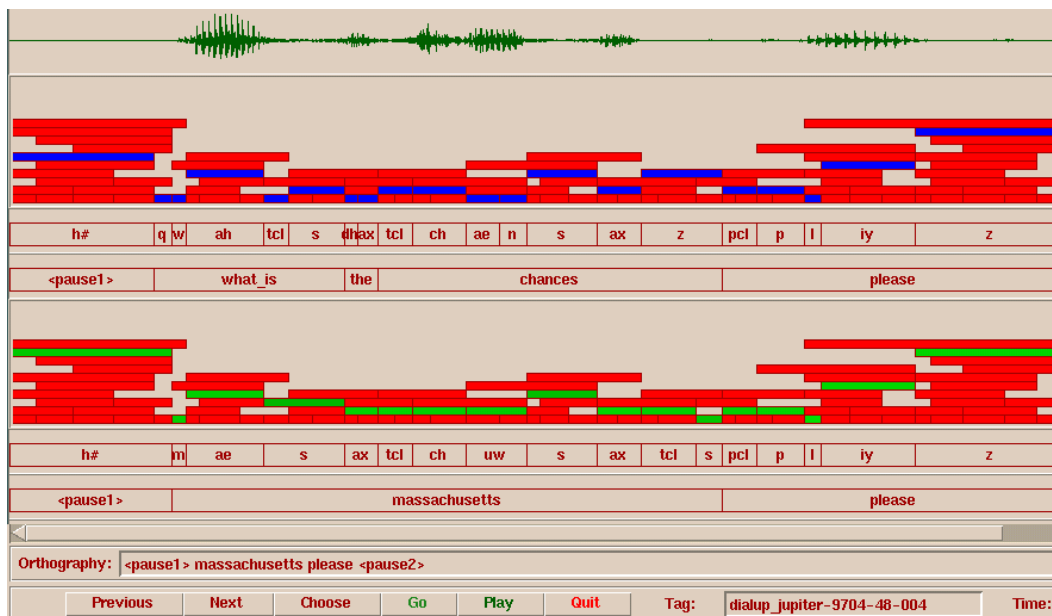 h# q w ah tcl s dh ax tcl ch ae n s ax z pcl p l iy z
<pause1> what_is the chances please
h# m ae s ax tcl ch uw s ax tcl s pcl p l iy z
<pause1> massachusetts please
Orthography: <pause1> massachusetts please <pause2>
Previous Next Choose Go Play Quit Tag: dialup_jupiter-9704-48-004 Time: